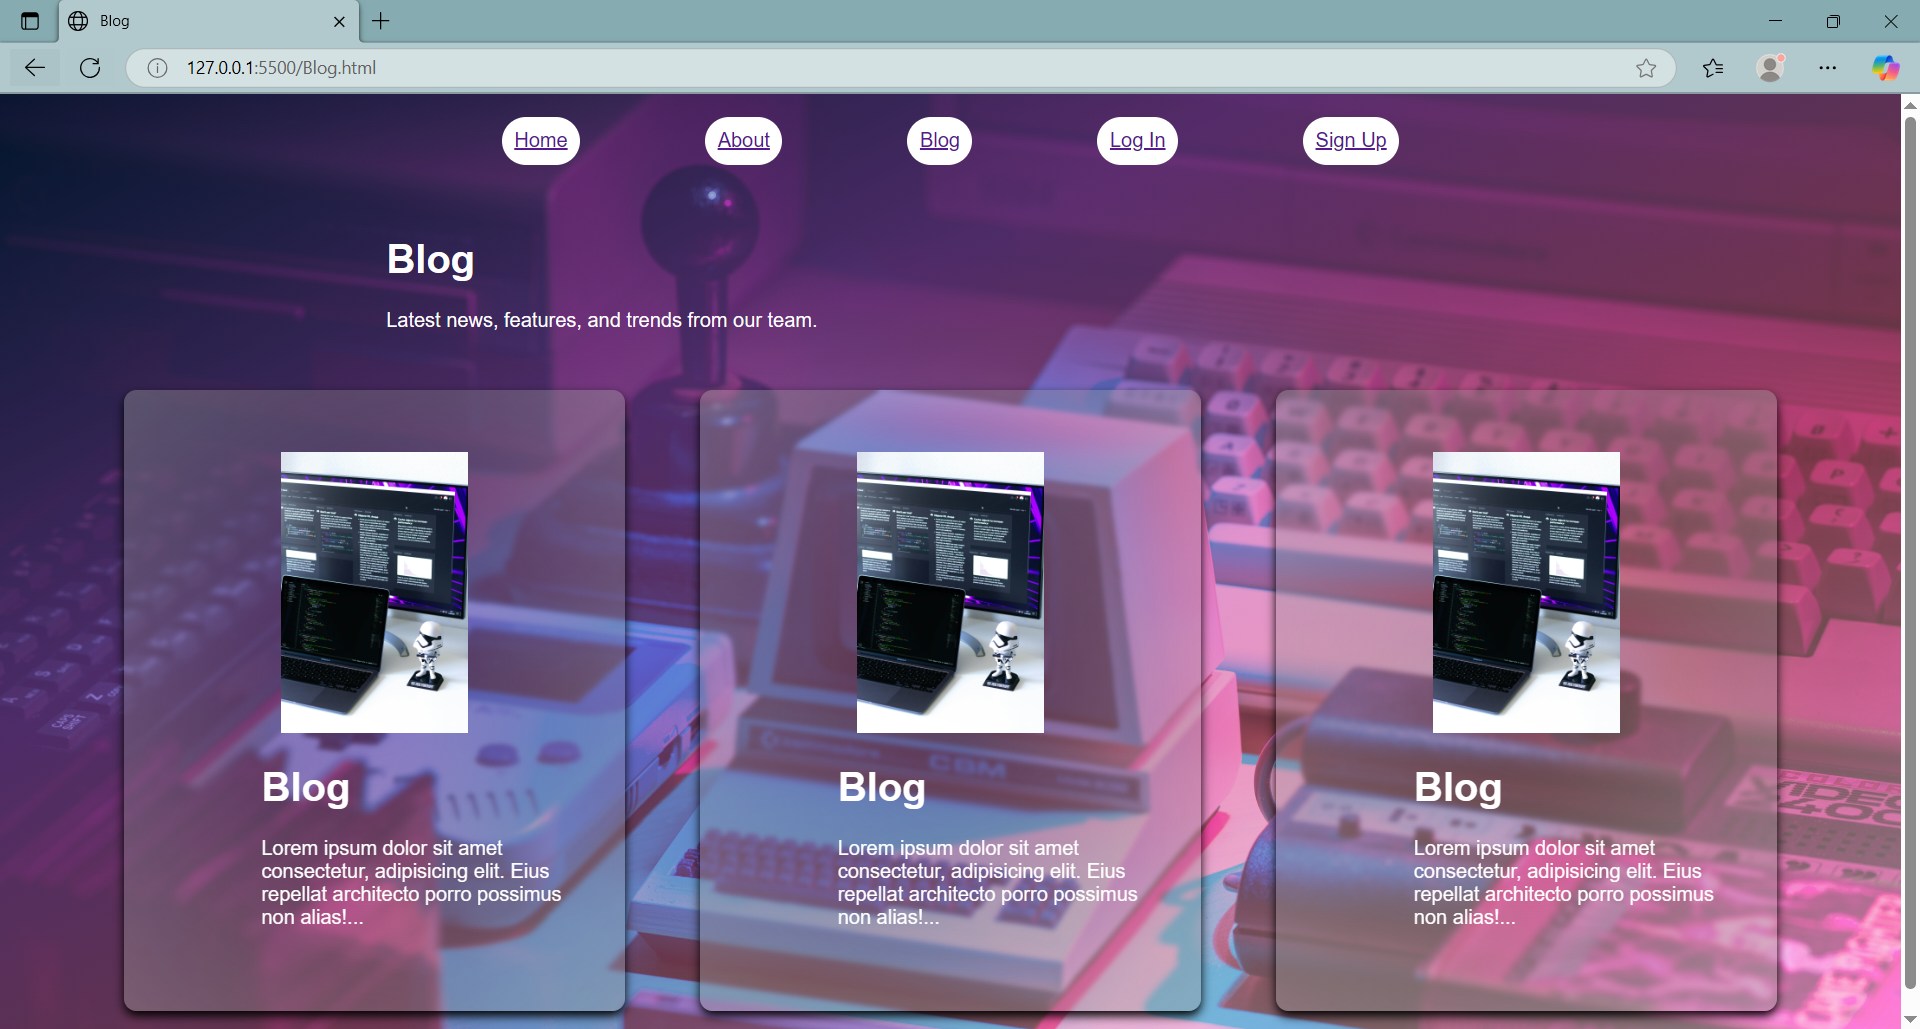 Blog
127.0.0.1:5500/Blog.html
Home About Blog Log In Sign Up
Blog
Latest news, features, and trends from our team.
CBM
Blog
Lorem ipsum dolor sit amet
consectetur, adipisicing elit. Eius
repellat architecto porro possimus
non alias!...
Blog
Lorem ipsum dolor sit amet
consectetur, adipisicing elit. Eius
repellat architecto porro possimus
non alias!...
Blog
Lorem ipsum dolor sit amet
consectetur, adipisicing elit. Eius
repellat architecto porro possimus
non alias!...